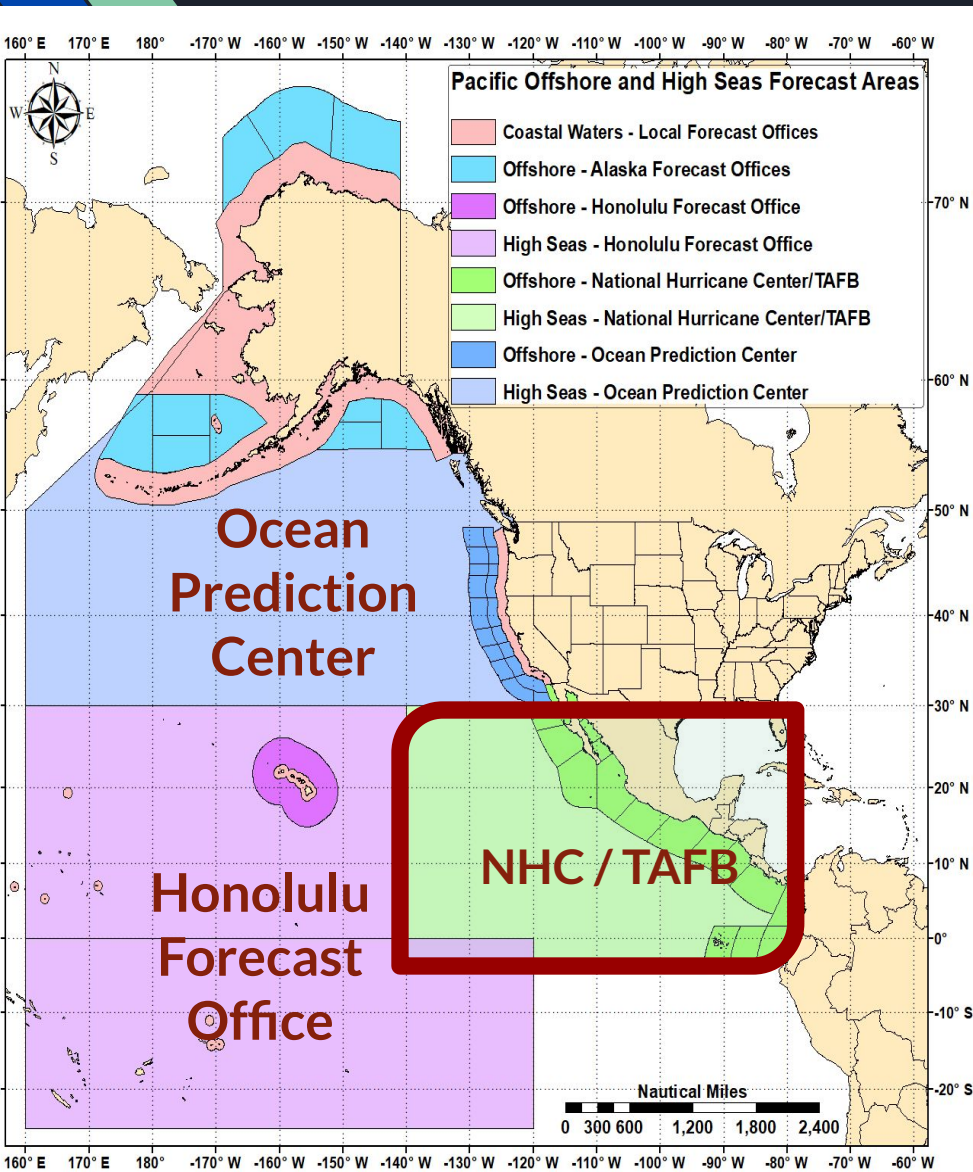 160° E 170° E 180° -170° W -160° W -150° W -140° W -130° W -120° W -110° W -100° W -90° W -80° W -70° W -60° W
N
W E
S
Pacific Offshore and High Seas Forecast Areas
Coastal Waters - Local Forecast Offices
Offshore - Alaska Forecast Offices
Offshore - Honolulu Forecast Office
High Seas - Honolulu Forecast Office
Offshore - National Hurricane Center/TAFB
High Seas - National Hurricane Center/TAFB
Offshore - Ocean Prediction Center
High Seas - Ocean Prediction Center
70° N
60° N
50° N
40° N
30° N
20° N
10° N
0°
-10° S
-20° S
Ocean
Prediction
Center
NHC / TAFB
Honolulu
Forecast
Office
Nautical Miles
0 300 600 1,200 1,800 2,400
160° E 170° E 180° -170° W -160° W -150° W -140° W -130° W -120° W -110° W -100° W -90° W -80° W -70° W -60° W